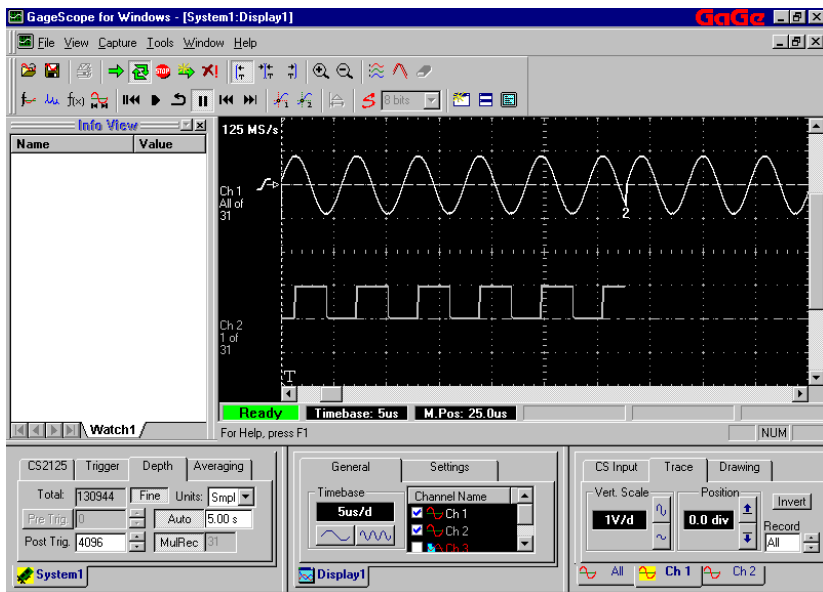 GageScope for Windows - [System1:Display1]
GaGe
File View Capture Tools Window Help
STOP
f(x)
8 bits
Info View
Name Value
125 MS/s
Ch 1
All of
31
2
Ch 2
1 of
31
T
Ready Timebase: 5us M.Pos: 25.0us
Watch1
For Help, press F1
NUM
CS2125 Trigger Depth Averaging
Total: 130944 Fine Units: Smpl
Pre Trig. 0 Auto 5.00 s
Post Trig. 4096 MulRec 31
System1
General Settings
Timebase
5us/d
Channel Name
Ch 1
Ch 2
Ch 3
Display1
CS Input Trace Drawing
Vert. Scale
1V/d
Position
0.0 div
Invert
Record
All
All Ch 1 Ch 2